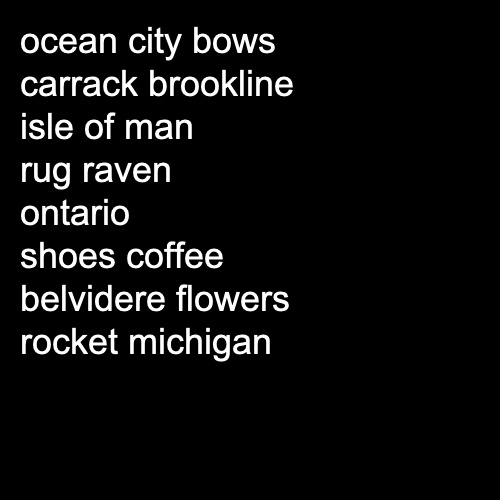 ocean city bows
carrack brookline
isle of man
rug raven
ontario
shoes coffee
belvidere flowers
rocket michigan